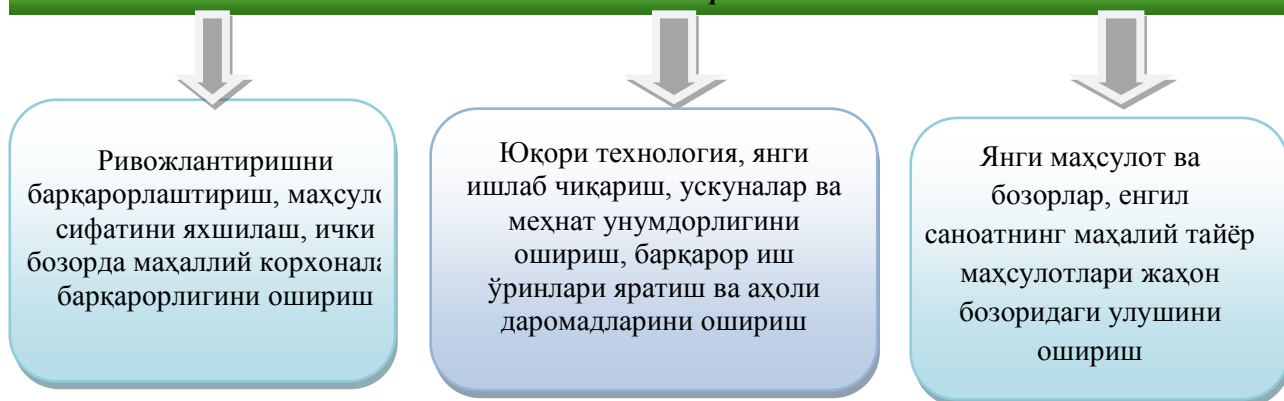 Ривожлантиришни
барқарорлаштириш,
сифатини яхшилаш, ички
бозорда маҳаллий
барқарорлигини ошириш
Юқори технология, янги
ишлаб чиқариш, ускуналар ва
меҳнат унумдорлигини
ошириш, барқарор иш
ўринлари яратиш ва аҳоли
даромадларини ошириш
Янги маҳсулот ва
бозорлар, енгил
саноатнинг маҳалий тайёр
маҳсулотлари жаҳон
бозоридаги улушини
ошириш